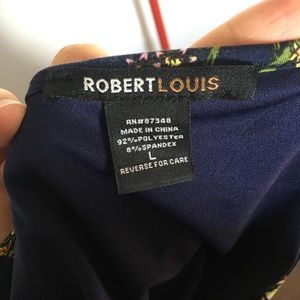 ROBERTLOUIS
RN#87348
MADE IN CHINA
92%POLYESTER
8%SPANDEX
L
REVERSE FOR CARE